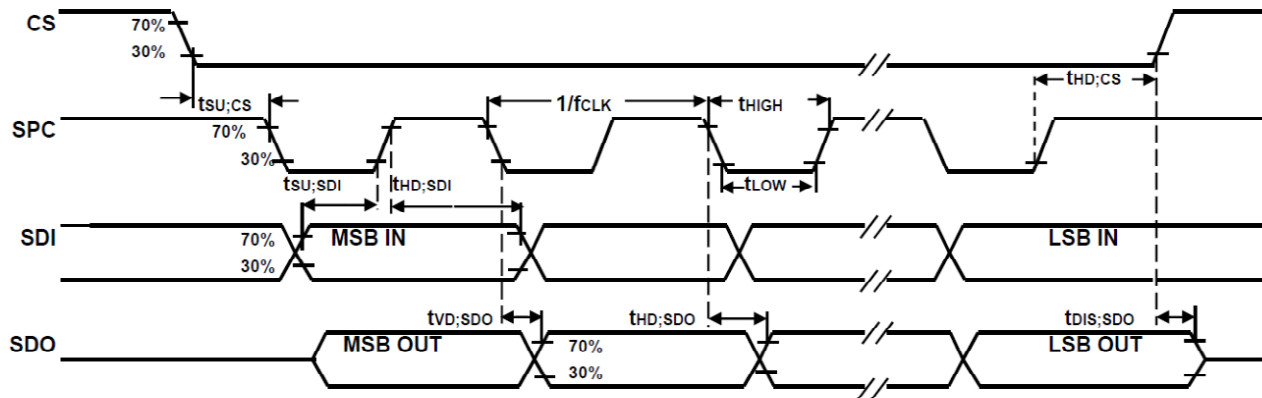 CS
70%
30%
tSU;CS
1/fCLK
tHIGH
tHD;CS
SPC
70%
30%
tSU;SDI
tHD;SDI
tLOW
SDI
70%
30%
MSB IN
LSB IN
tVD;SDO
tHD;SDO
tDIS;SDO
SDO
MSB OUT
70%
30%
LSB OUT